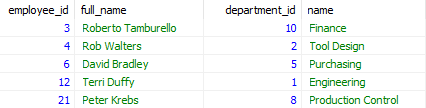 employee_id full_name department_id name
3 Roberto Tamburello 10 Finance
4 Rob Walters 2 Tool Design
6 David Bradley 5 Purchasing
12 Terri Duffy 1 Engineering
21 Peter Krebs 8 Production Control